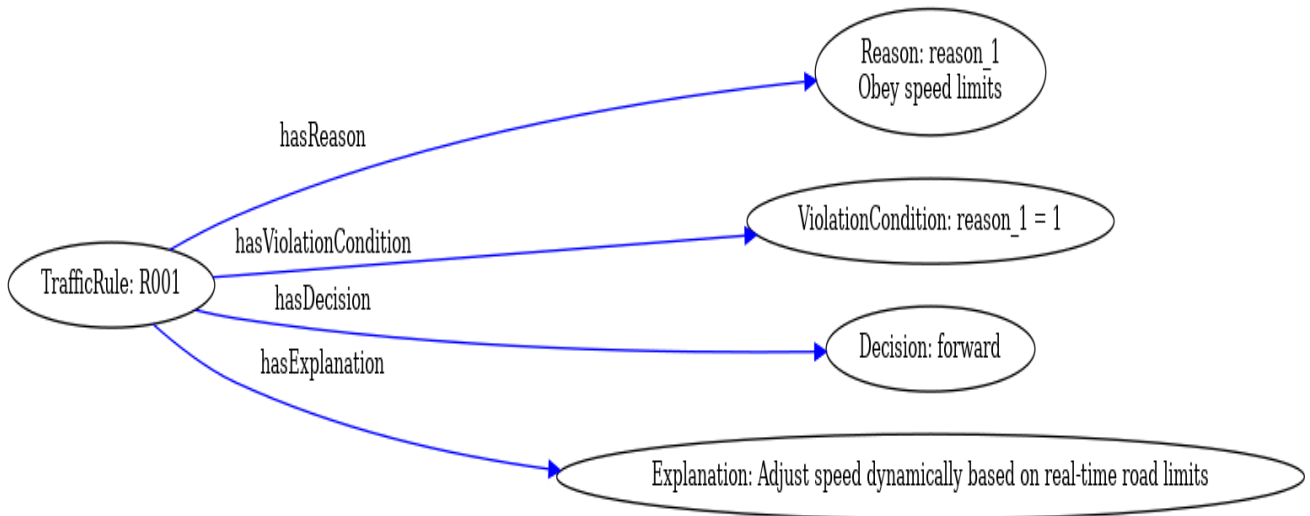 Reason: reason_1
Obey speed limits
hasReason
ViolationCondition: reason_1 = 1
hasViolationCondition
TrafficRule: R001
hasDecision
Decision: forward
hasExplanation
Explanation: Adjust speed dynamically based on real-time road limits